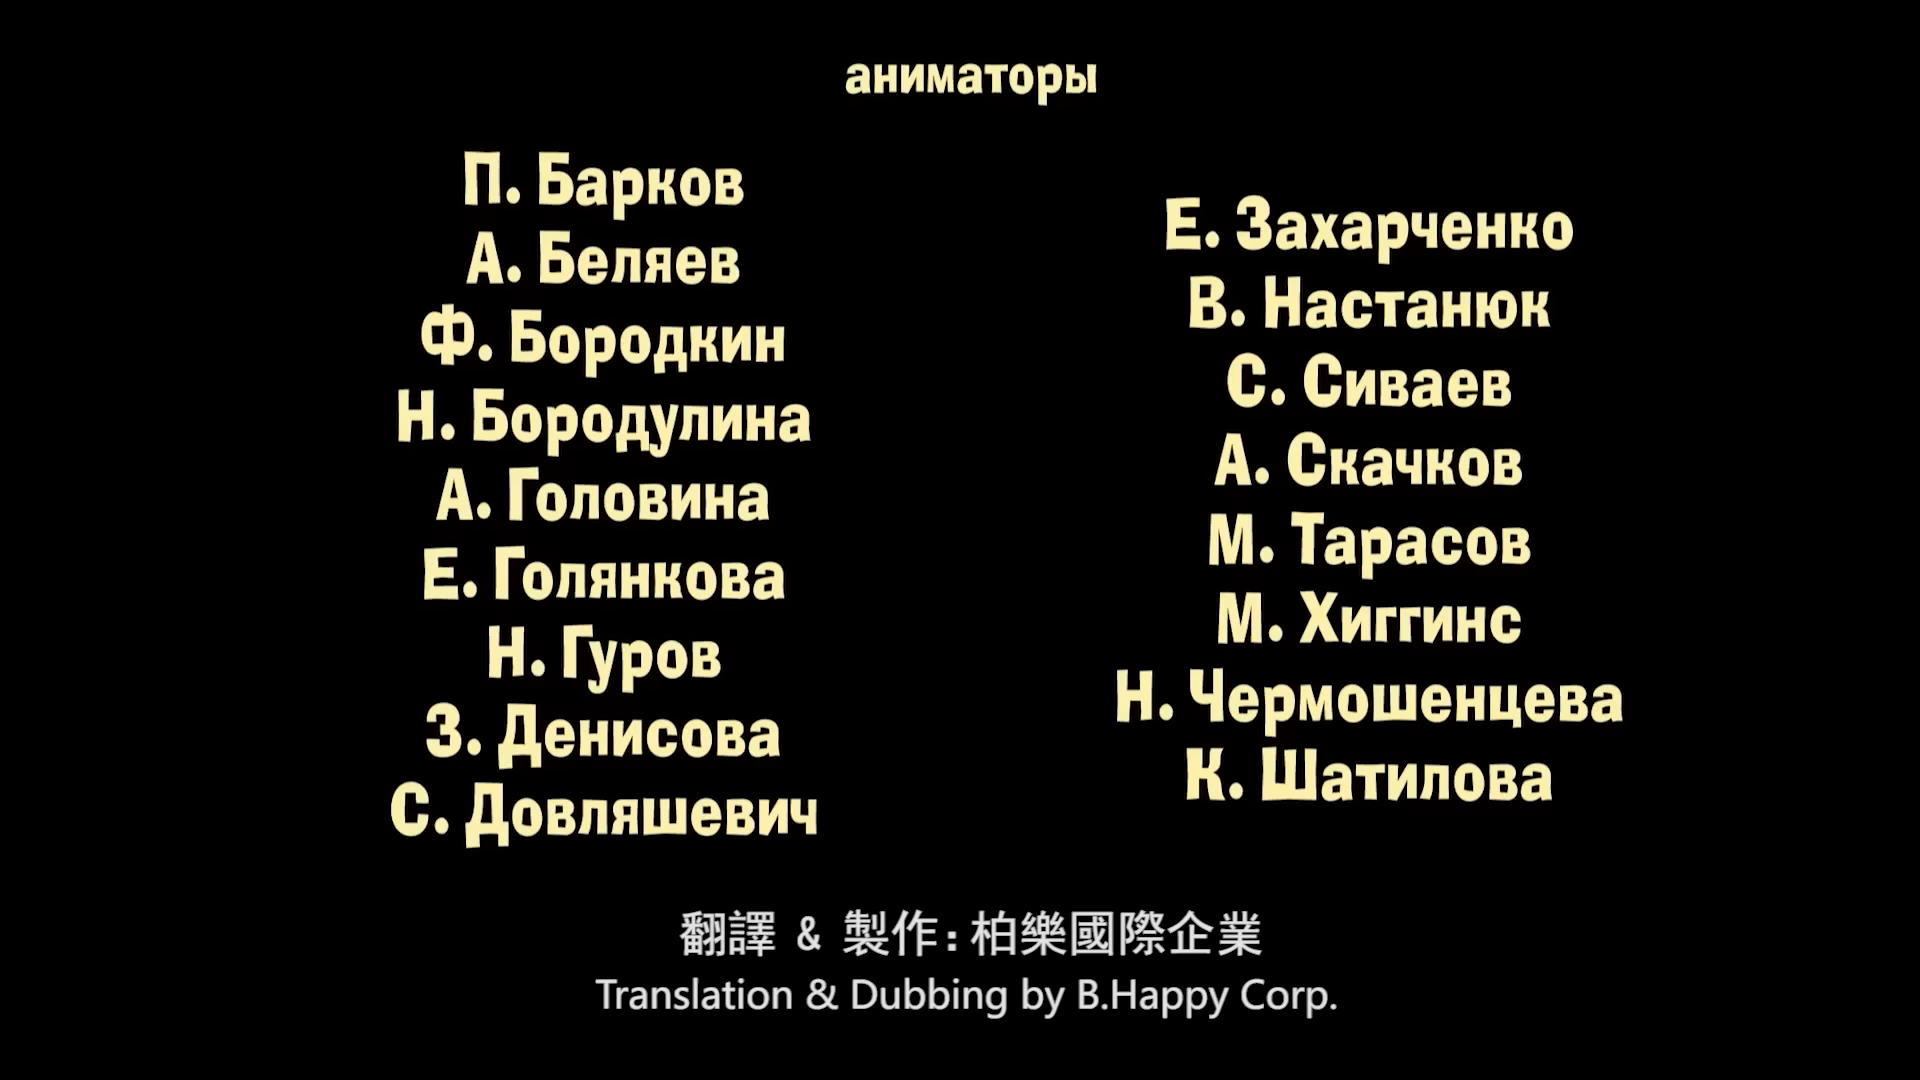 аниматоры
П. Барков
А. Беляев
Ф. Бородкин
Н. Бородулина
А. Головина
Е. Голянкова
Н. Гуров
З. Денисова
С. Довляшевич
Е. Захарченко
В. Настанюк
С. Сиваев
А. Скачков
М. Тарасов
М. Хиггинс
Н. Чермошенцева
К. Шатилова
翻譯 & 製作: 柏樂國際企業
Translation & Dubbing by B.Happy Corp.